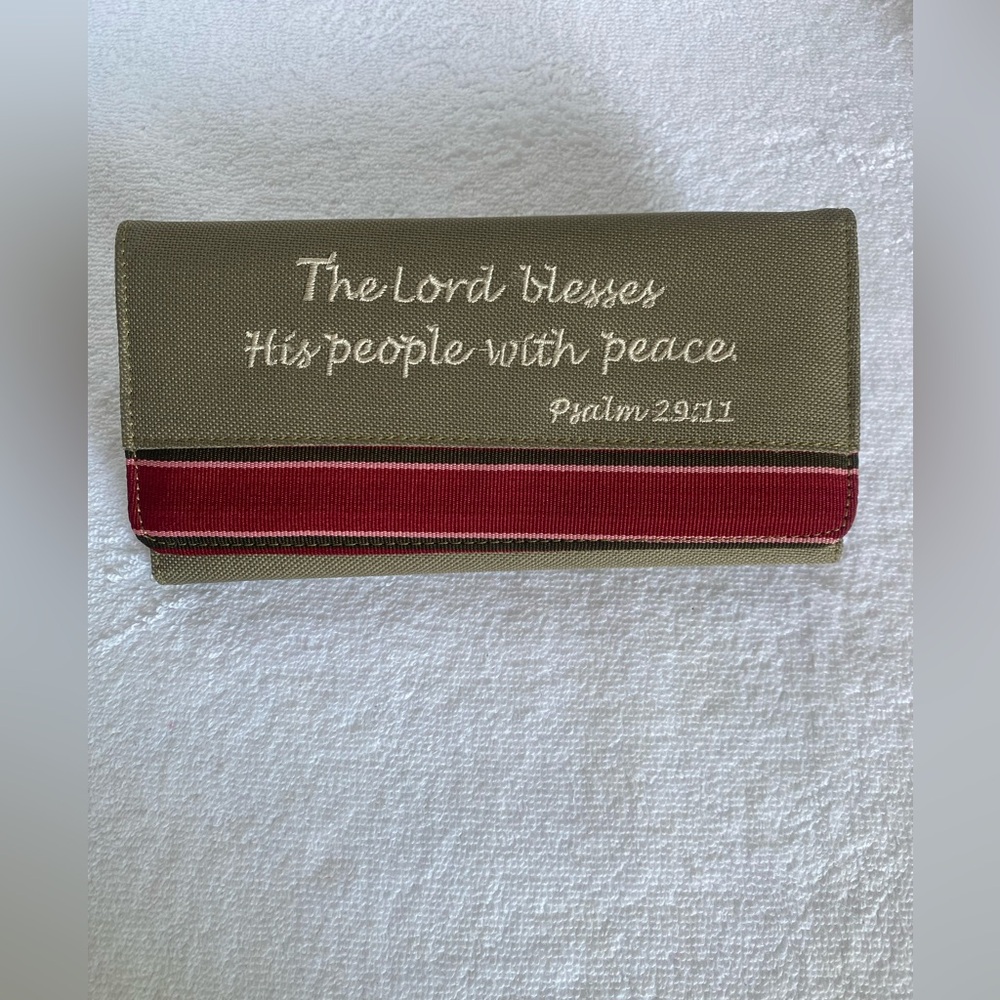 The Lord blesses
His people with peace.
Psalm 29:11